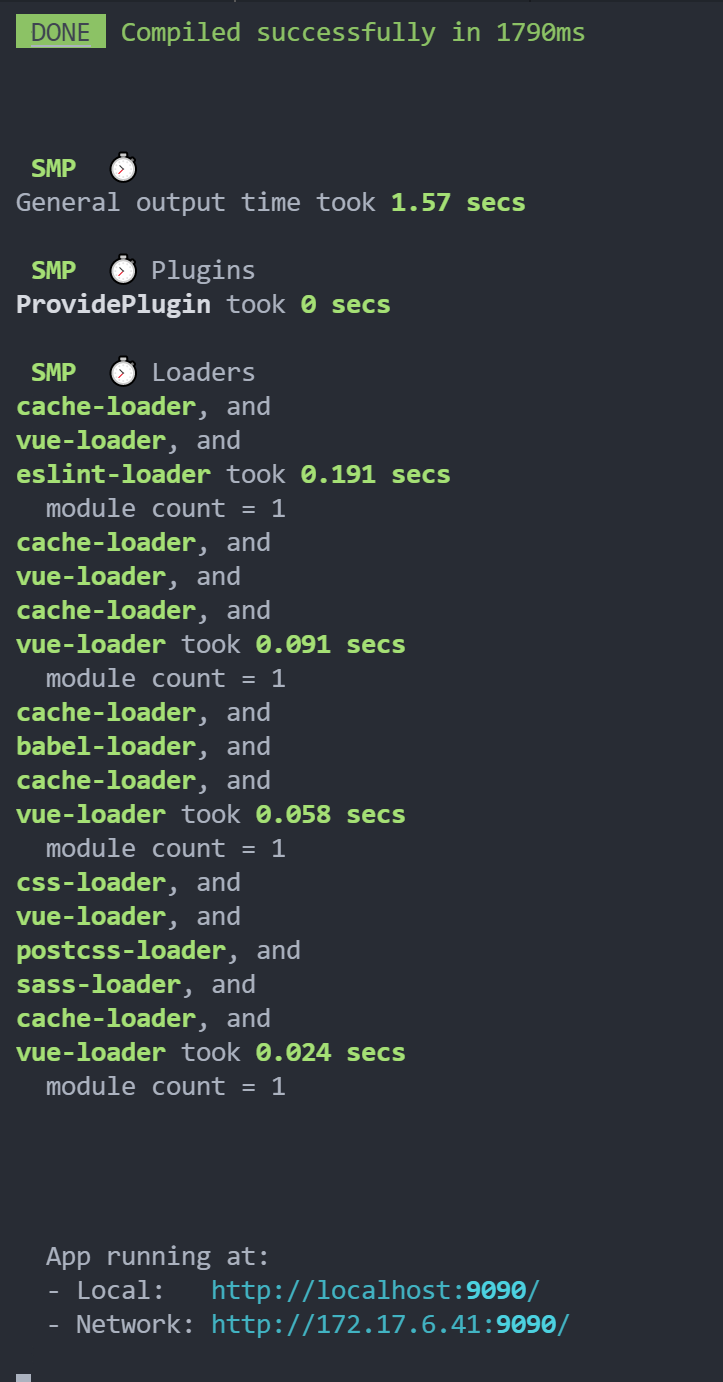 DONE Compiled successfully in 1790ms
SMP ⏱
General output time took 1.57 secs
SMP ⏱ Plugins
ProvidePlugin took 0 secs
SMP ⏱ Loaders
cache-loader, and
vue-loader, and
eslint-loader took 0.191 secs
module count = 1
cache-loader, and
vue-loader, and
cache-loader, and
vue-loader took 0.091 secs
module count = 1
cache-loader, and
babel-loader, and
cache-loader, and
vue-loader took 0.058 secs
module count = 1
css-loader, and
vue-loader, and
postcss-loader, and
sass-loader, and
cache-loader, and
vue-loader took 0.024 secs
module count = 1
App running at:
- Local: http://localhost:9090/
- Network: http://172.17.6.41:9090/